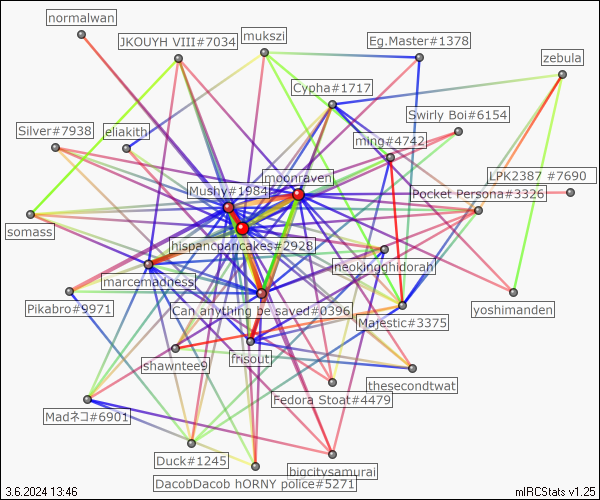 normalwan
JKOUYH VIII#7034
mukszi
Eg.Master#1378
zebula
Cypha#1717
Swirly Boi#6154
Silver#7938
eliakith
ming#4742
moonraven
LPK2387 #7690
Mushy#1984
Pocket Persona#3326
somass
hispancpancakes#2928
neokingghidorah
marcemadness
Pikabro#9971
Can anything be saved#0396
Majestic#3375
yoshimanden
shawntee9
frisout
thesecondtwat
Fedora Stoat#4479
Madネコ#6901
Duck#1245
bigcitysamurai
DacobDacob hORNY police#5271
3.6.2024 13:46
mIRCStats v1.25